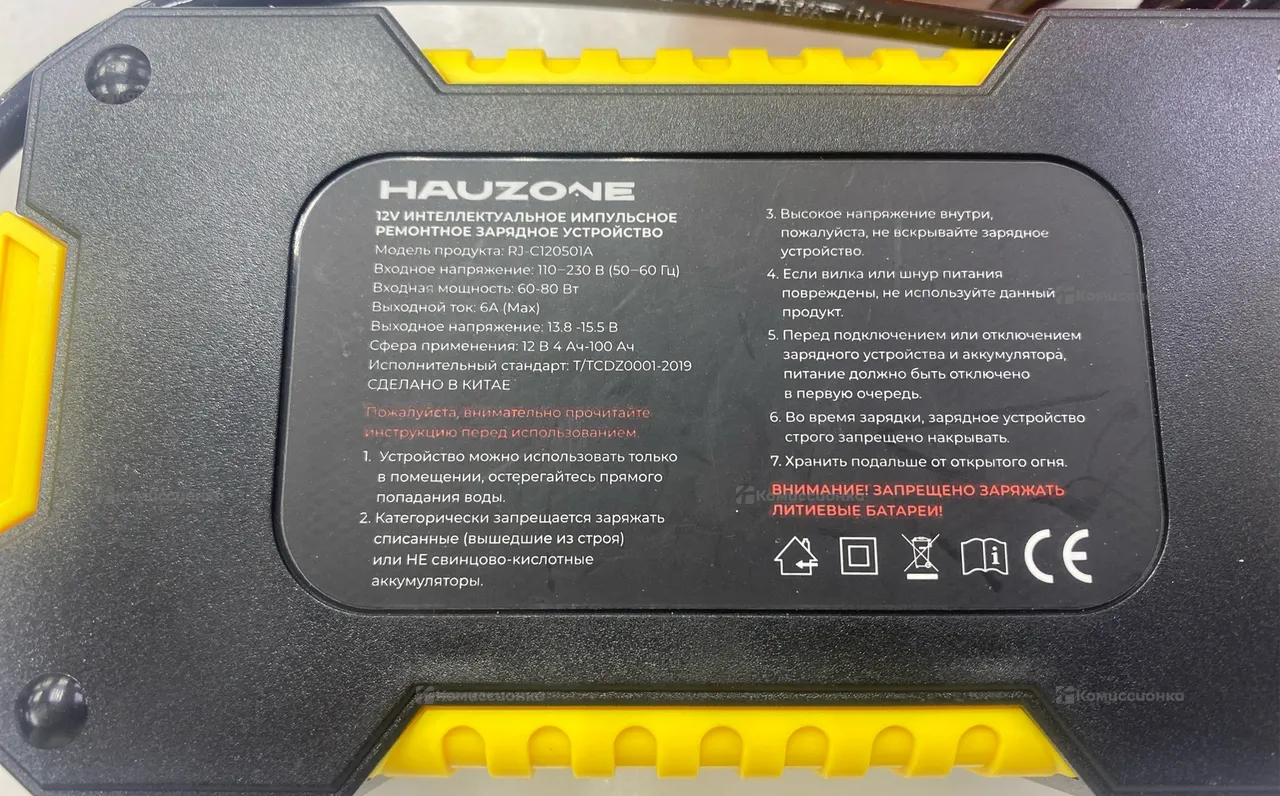 HAUZONE
12V ИНТЕЛЛЕКТУАЛЬНОЕ ИМПУЛЬСНОЕ
РЕМОНТНОЕ ЗАРЯДНОЕ УСТРОЙСТВО
Модель продукта: RJ-C120501A
Входное напряжение: 110–230 В (50–60 Гц)
Входная мощность: 60-80 Вт
Выходной ток: 6А (Max)
Выходное напряжение: 13.8 -15.5 В
Сфера применения: 12 В 4 Ач-100 Ач
Исполнительный стандарт: T/TCDZ0001-2019
СДЕЛАНО В КИТАЕ
Пожалуйста, внимательно прочитайте
инструкцию перед использованием.
1. Устройство можно использовать только
в помещении, остерегайтесь прямого
попадания воды.
2. Категорически запрещается заряжать
списанные (вышедшие из строя)
или НЕ свинцово-кислотные
аккумуляторы.
3. Высокое напряжение внутри,
пожалуйста, не вскрывайте зарядное
устройство.
4. Если вилка или шнур питания
повреждены, не используйте данный
продукт.
5. Перед подключением или отключением
зарядного устройства и аккумулятора,
питание должно быть отключено
в первую очередь.
6. Во время зарядки, зарядное устройство
строго запрещено накрывать.
7. Хранить подальше от открытого огня.
ВНИМАНИЕ! ЗАПРЕЩЕНО ЗАРЯЖАТЬ
ЛИТИЕВЫЕ БАТАРЕИ!
CE
Комиссионка
Комиссионка
Комиссионка
Комиссионка
Комиссионка